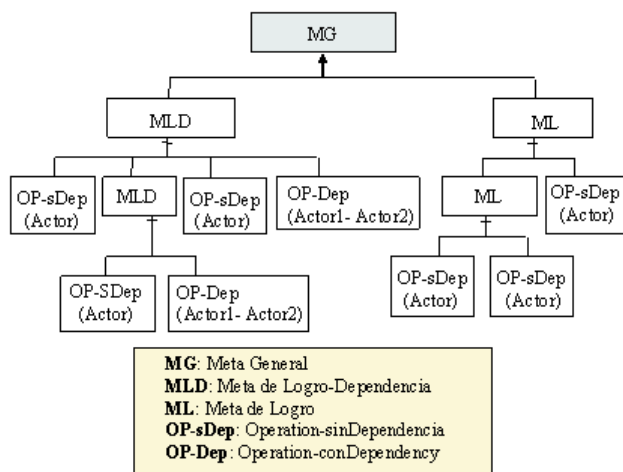 MG
MLD
ML
OP-sDep
(Actor)
MLD
OP-sDep
(Actor)
OP-Dep
(Actor1- Actor2)
ML
OP-sDep
(Actor)
OP-SDep
(Actor)
OP-Dep
(Actor1- Actor2)
OP-sDep
(Actor)
OP-sDep
(Actor)
MG: Meta General
MLD: Meta de Logro-Dependencia
ML: Meta de Logro
OP-sDep: Operation-sinDependencia
OP-Dep: Operation-conDependency